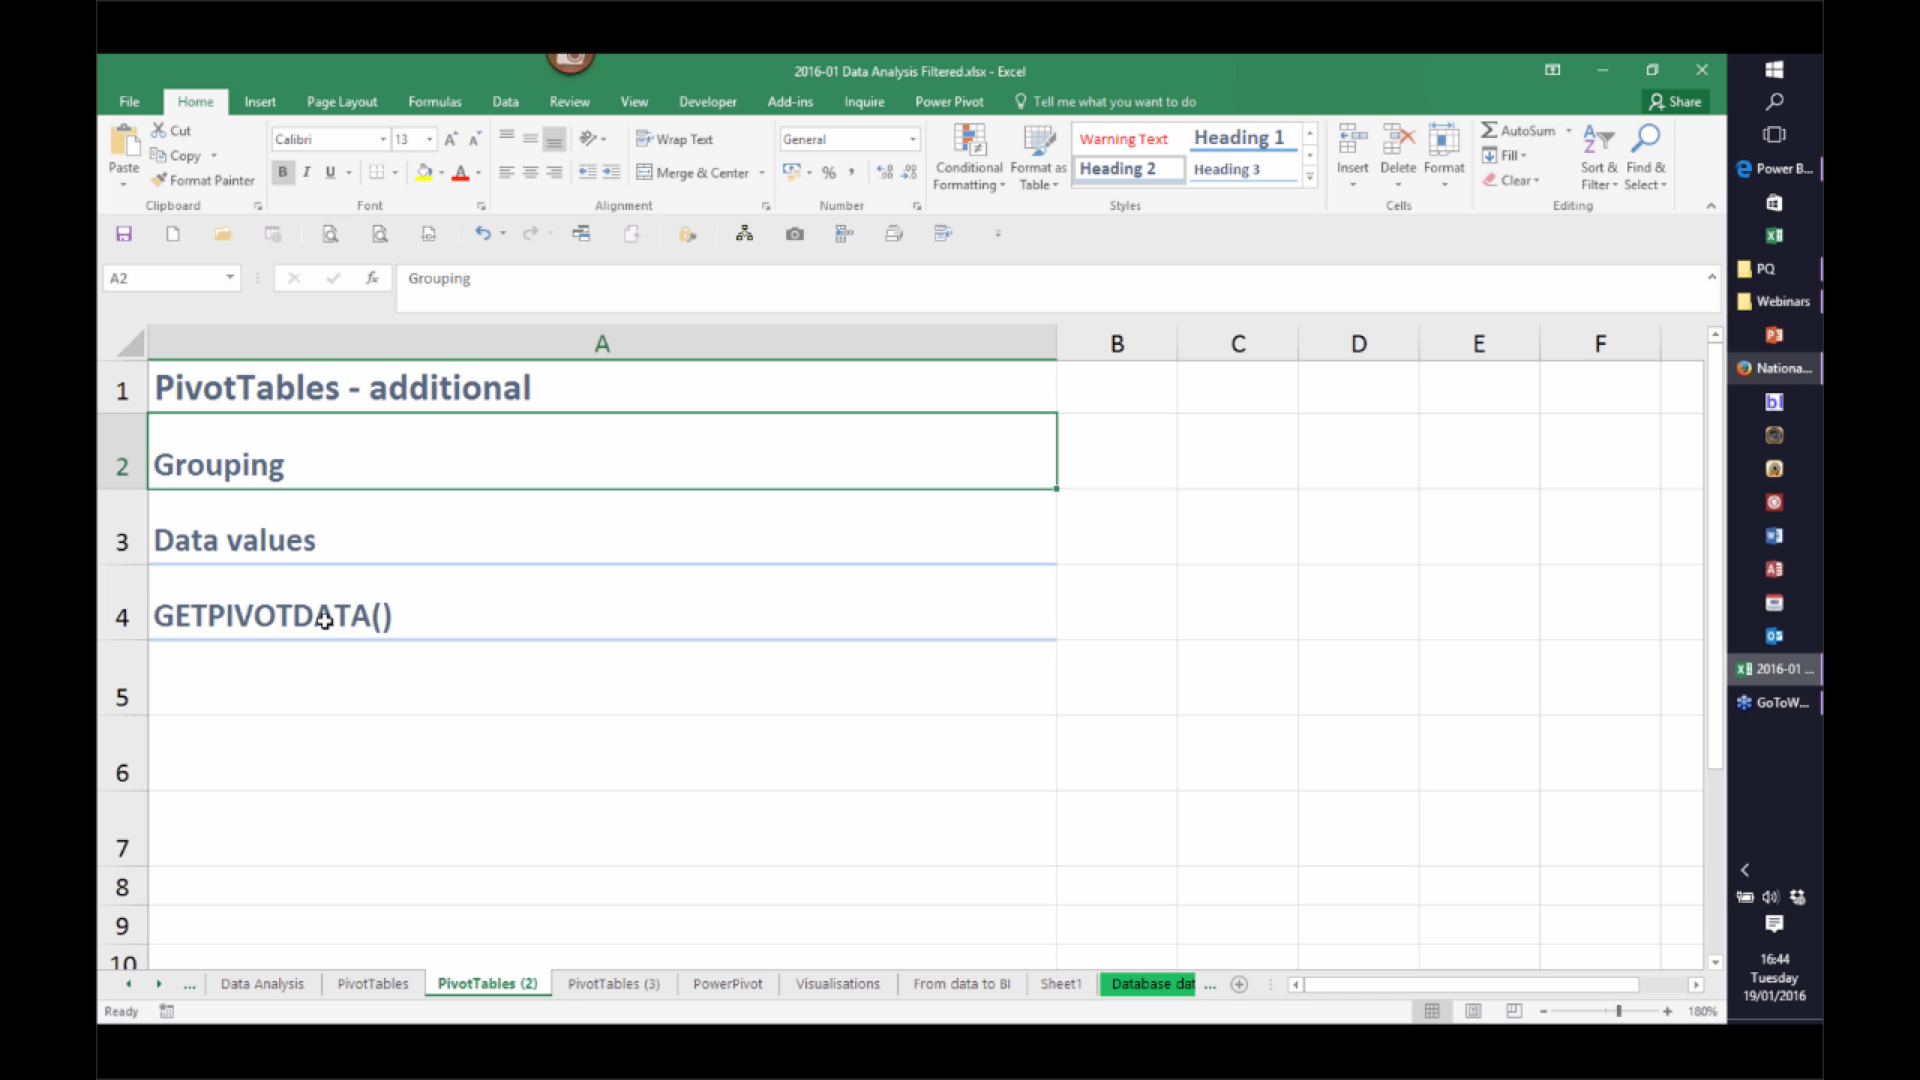 2016-01 Data Analysis Filtered.xlsx - Excel
File Home Insert Page Layout Formulas Data Review View Developer Add-ins Inquire Power Pivot Tell me what you want to do Share
Paste Cut Copy Format Painter Clipboard
Calibri 13 B I U A Font
Wrap Text Merge & Center Alignment
General % , Number
Conditional Formatting Format as Table
Warning Text Heading 1
Heading 2 Heading 3
Styles
Insert Delete Format Cells
AutoSum Fill Clear Sort & Filter Find & Select Editing
A2 fx Grouping
A B C D E F
1 PivotTables - additional
2 Grouping
3 Data values
4 GETPIVOTDATA()
5
6
7
8
9
10
... Data Analysis PivotTables PivotTables (2) PivotTables (3) PowerPivot Visualisations From data to BI Sheet1 Database dat ...
Ready 180%
Power B...
PQ
Webinars
Nationa...
bl
2016-01 ...
GoToW...
16:44
Tuesday
19/01/2016